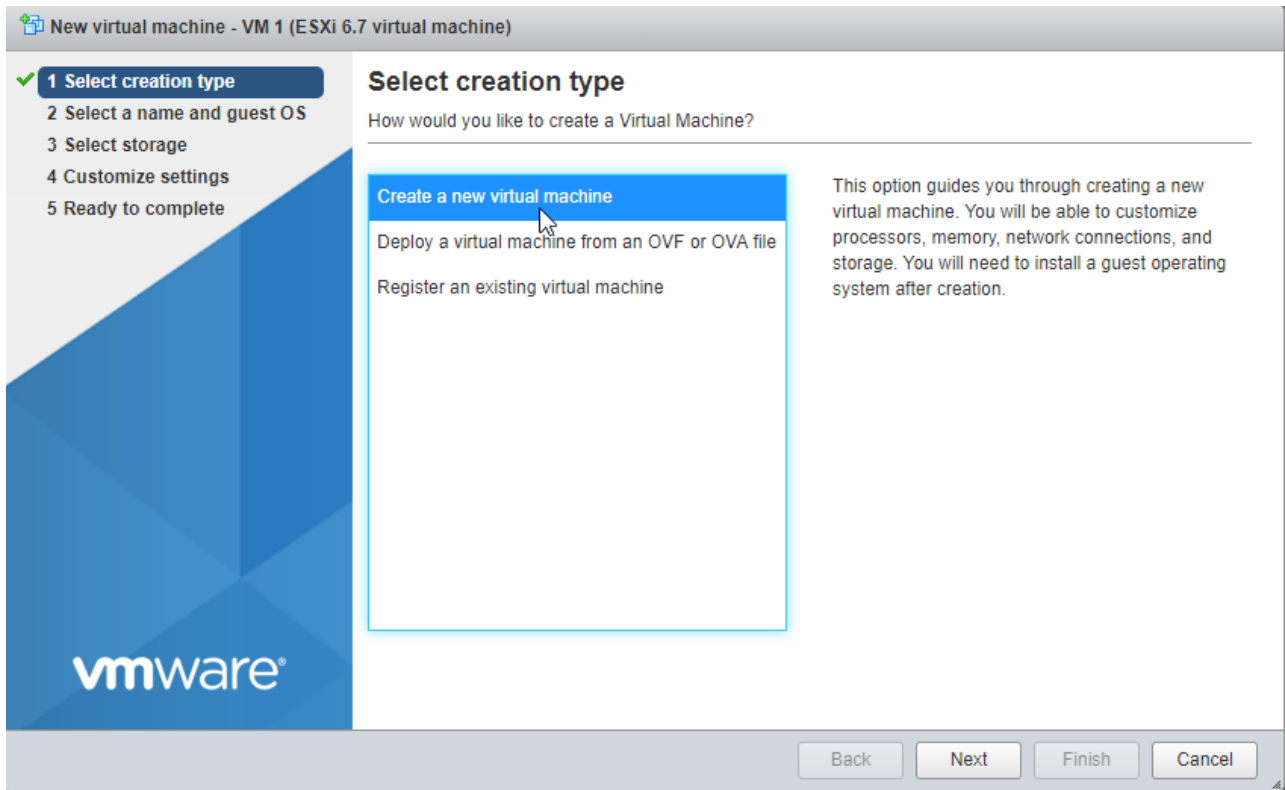 New virtual machine - VM 1 (ESXi 6.7 virtual machine)
1 Select creation type
2 Select a name and guest OS
3 Select storage
4 Customize settings
5 Ready to complete
vmware®
Select creation type
How would you like to create a Virtual Machine?
Create a new virtual machine
Deploy a virtual machine from an OVF or OVA file
Register an existing virtual machine
This option guides you through creating a new
virtual machine. You will be able to customize
processors, memory, network connections, and
storage. You will need to install a guest operating
system after creation.
Back
Next
Finish
Cancel